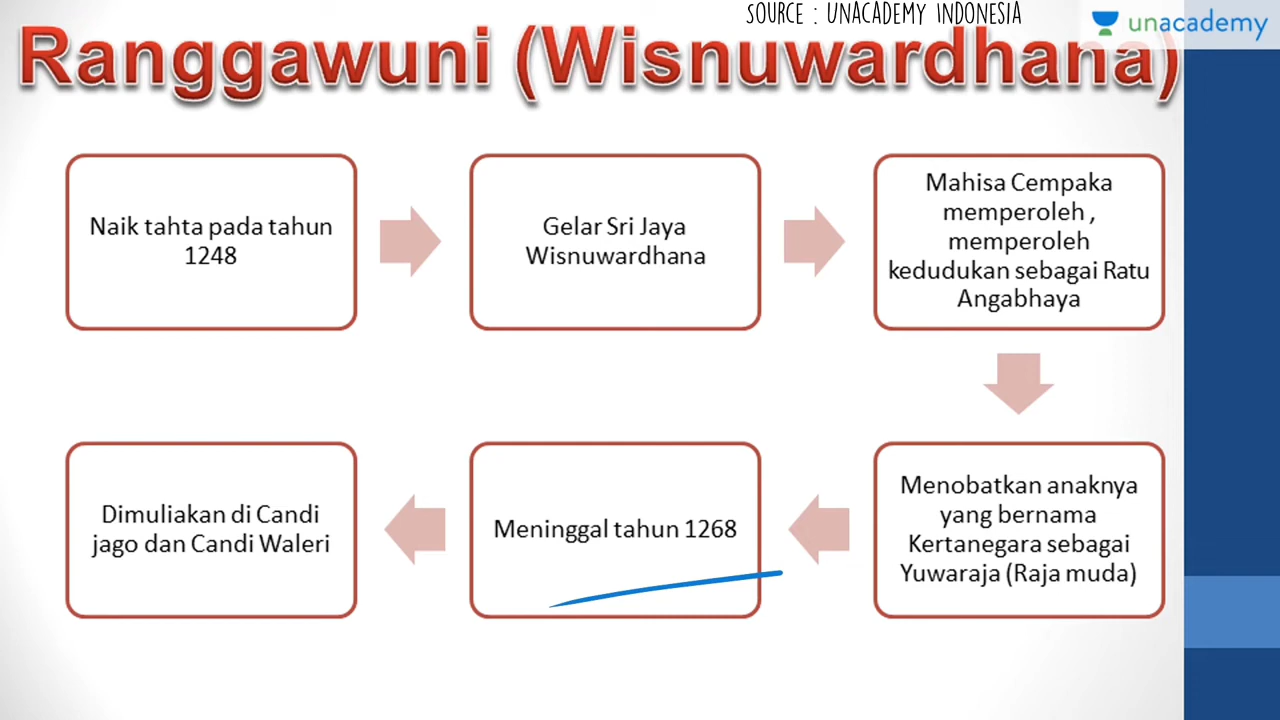 SOURCE : UNACADEMY INDONESIA
unacademy
Ranggawuni (Wisnuwardhana)
Naik tahta pada tahun
1248
Gelar Sri Jaya
Wisnuwardhana
Mahisa Cempaka
memperoleh ,
memperoleh
kedudukan sebagai Ratu
Angabhaya
Menobatkan anaknya
yang bernama
Kertanegara sebagai
Yuwaraja (Raja muda)
Meninggal tahun 1268
Dimuliakan di Candi
jago dan Candi Waleri